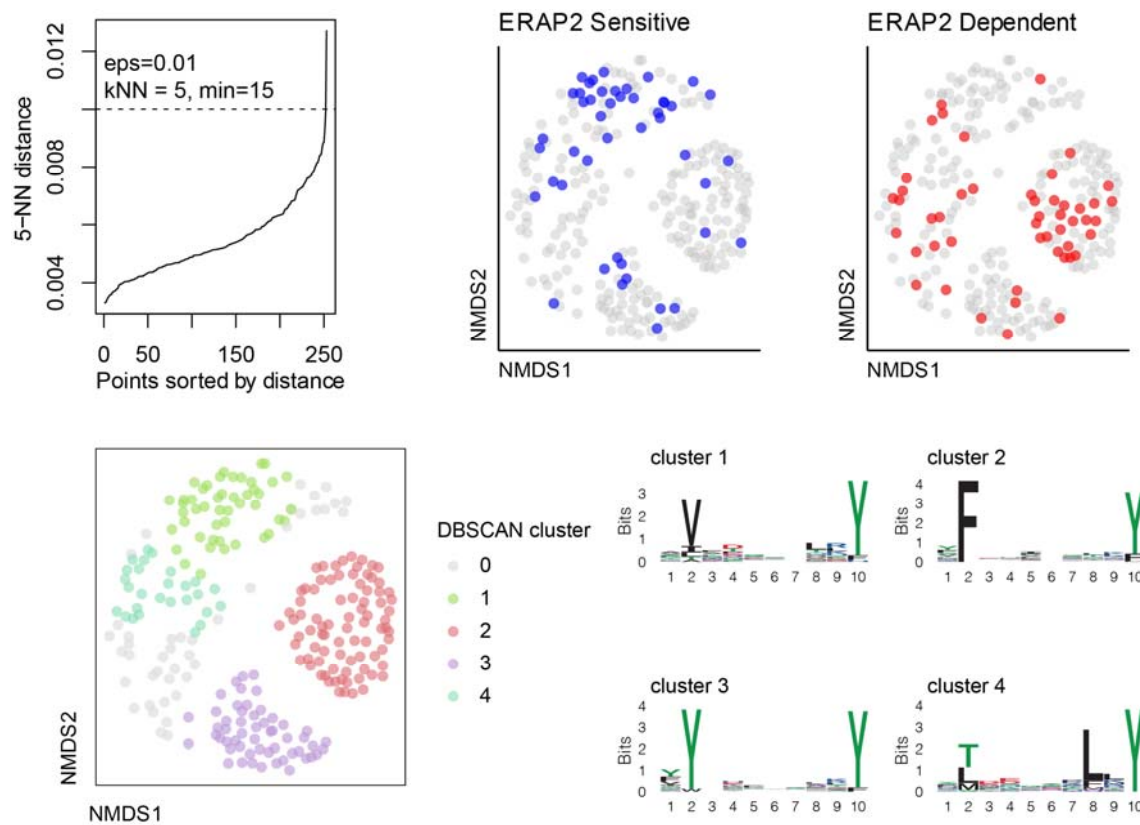 0.012
0.008
0.004
5−NN distance
eps=0.01
kNN = 5, min=15
0 50 150 250
Points sorted by distance
ERAP2 Sensitive
NMDS2
NMDS1
ERAP2 Dependent
NMDS2
NMDS1
NMDS2
NMDS1
DBSCAN cluster
0
1
2
3
4
cluster 1
Bits
3
2
1
0
V
Y
1 2 3 4 5 6 7 8 9 10
cluster 2
Bits
4
3
2
1
0
F
Y
1 2 3 4 5 6 7 8 9 10
cluster 3
Bits
4
3
2
1
0
Y
Y
1 2 3 4 5 6 7 8 9 10
cluster 4
Bits
4
3
2
1
0
T
L
Y
1 2 3 4 5 6 7 8 9 10